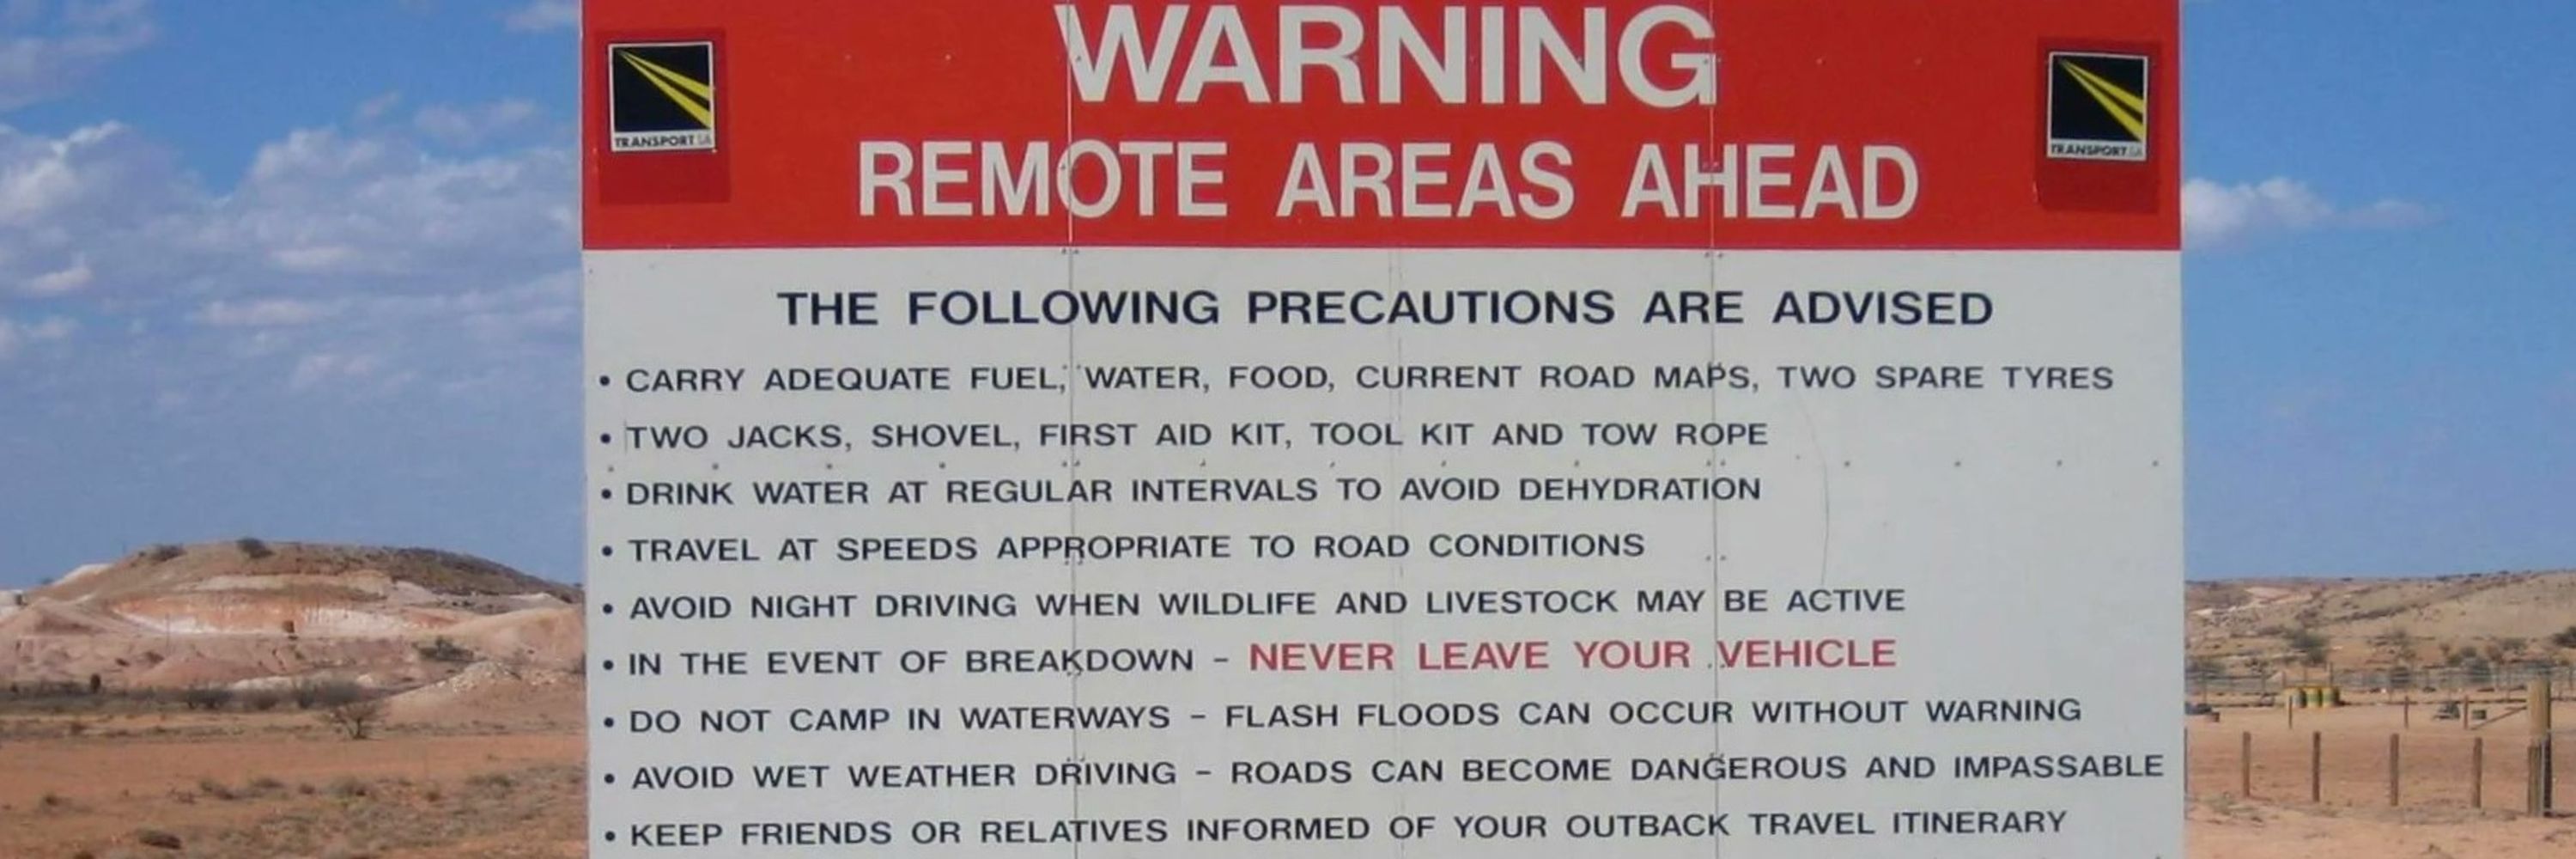 WARNING
REMOTE AREAS AHEAD
TRANSPORT SA
TRANSPORT SA
THE FOLLOWING PRECAUTIONS ARE ADVISED
• CARRY ADEQUATE FUEL, WATER, FOOD, CURRENT ROAD MAPS, TWO SPARE TYRES
• TWO JACKS, SHOVEL, FIRST AID KIT, TOOL KIT AND TOW ROPE
• DRINK WATER AT REGULAR INTERVALS TO AVOID DEHYDRATION
• TRAVEL AT SPEEDS APPROPRIATE TO ROAD CONDITIONS
• AVOID NIGHT DRIVING WHEN WILDLIFE AND LIVESTOCK MAY BE ACTIVE
• IN THE EVENT OF BREAKDOWN - NEVER LEAVE YOUR VEHICLE
• DO NOT CAMP IN WATERWAYS - FLASH FLOODS CAN OCCUR WITHOUT WARNING
• AVOID WET WEATHER DRIVING - ROADS CAN BECOME DANGEROUS AND IMPASSABLE
• KEEP FRIENDS OR RELATIVES INFORMED OF YOUR OUTBACK TRAVEL ITINERARY